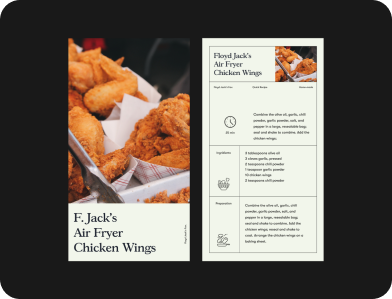 F. Jack's
Air Fryer
Chicken Wings
Floyd Jack's
Air Fryer
Chicken Wings
Combine the olive oil, garlic, chili
powder, garlic powder, salt, and
pepper in a large, resealable bag;
seal and shake to combine. Add the
chicken wings;
Ingredients
3 tablespoons olive oil
3 cloves garlic, pressed
2 teaspoons chili powder
1 teaspoon garlic powder
10 chicken wings
2 teaspoons chili powder
Preparation
Combine the olive oil, garlic, chili
powder, garlic powder, salt, and
pepper in a large, resealable bag;
seal and shake to combine. Add the
chicken wings; reseal and shake to
coat. Arrange the chicken wings on a
baking sheet.